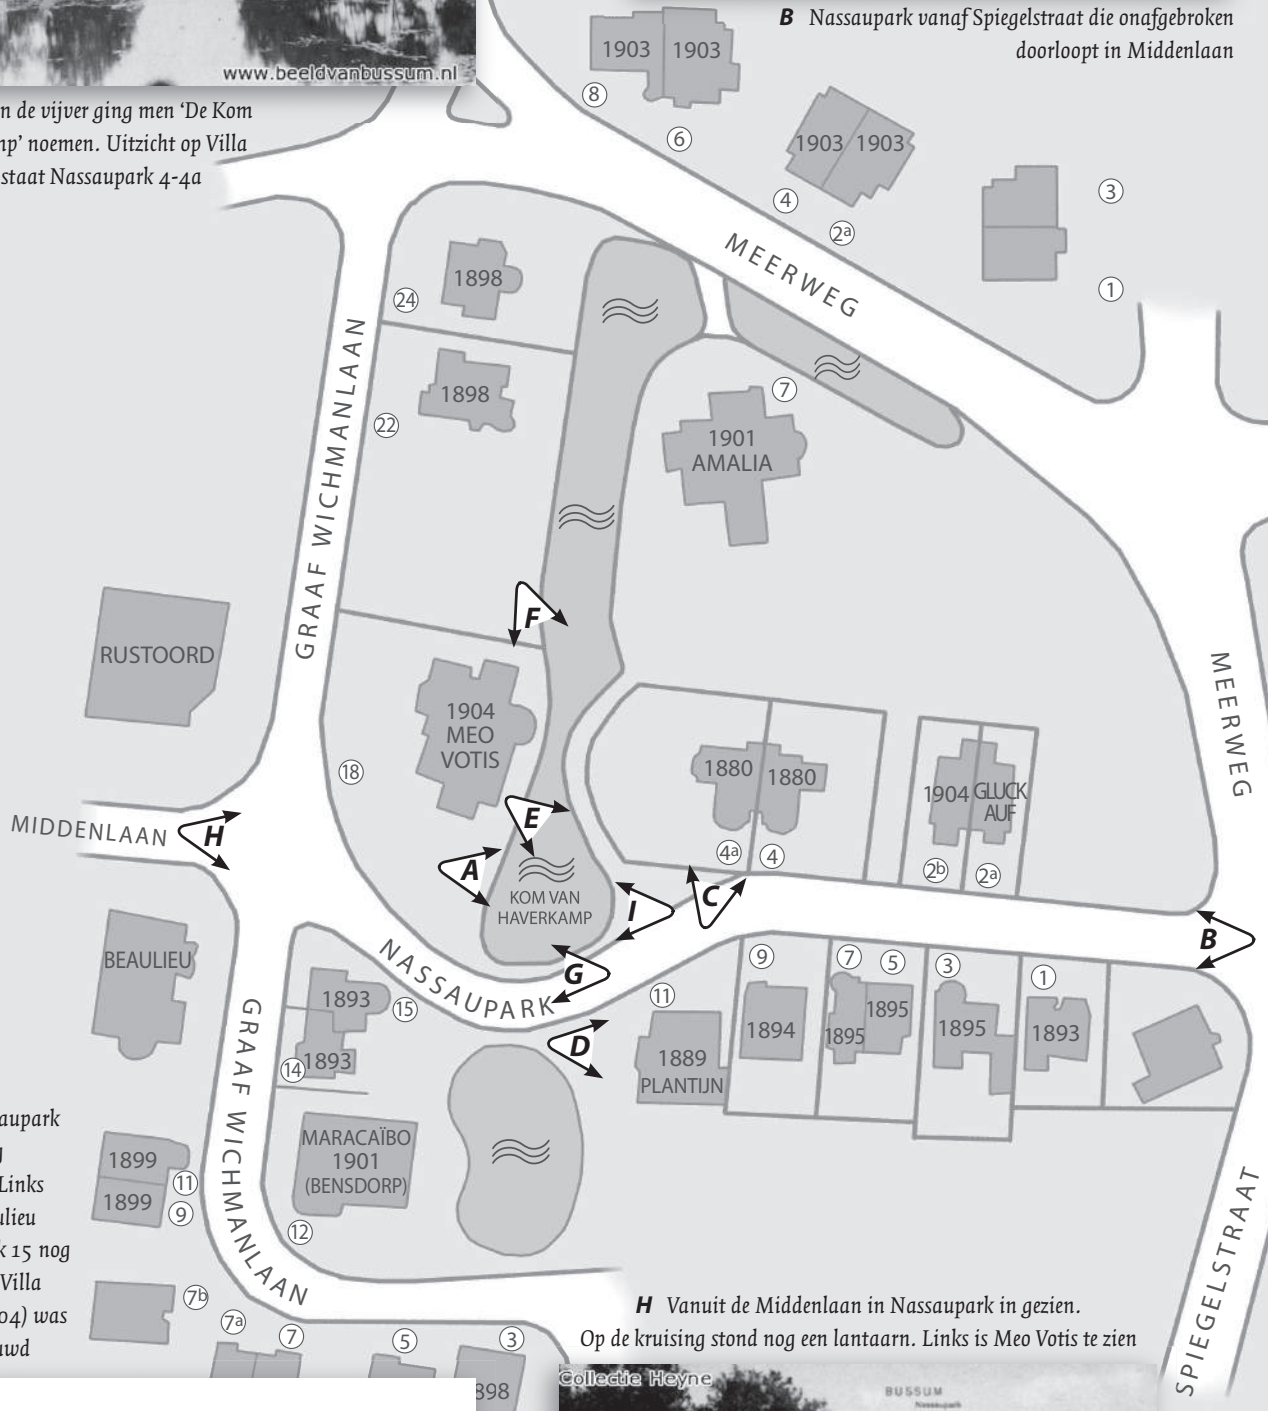 www.beeldvanbussum.nl
n de vijver ging men ‘De Kom
np’ noemen. Uitzicht op Villa
staat Nassaupark 4-4a
B Nassaupark vanaf Spiegelstraat die onafgebroken
doorloopt in Middenlaan
1903 1903
8
6
1903 1903
4
2a
3
1
MEERWEG
1898
24
1898
22
GRAAF WICHMANLAAN
7
1901
AMALIA
F
RUSTOORD
1904
MEO
VOTIS
18
MEERWEG
1880 1880
4a 4
1904 GLUCK
AUF
2b 2a
MIDDENLAAN
H
E
A
KOM VAN
HAVERKAMP
I
C
B
G
D
NASSAUPARK
BEAULIEU
1893
15
1893
14
GRAAF WICHMANLAAN
MARACAÏBO
1901
(BENSDORP)
12
11
1889
PLANTIJN
9
1894
7 5
1895 1895
3
1895
1
1893
1899
11
1899
9
7b
7a
7
5
3
898
SPIEGELSTRAAT
aupark
Links
ulieu
k 15 nog
Villa
04) was
uwd
H Vanuit de Middenlaan in Nassaupark in gezien.
Op de kruising stond nog een lantaarn. Links is Meo Votis te zien
Collectie Heyne
BUSSUM
Nassaupark